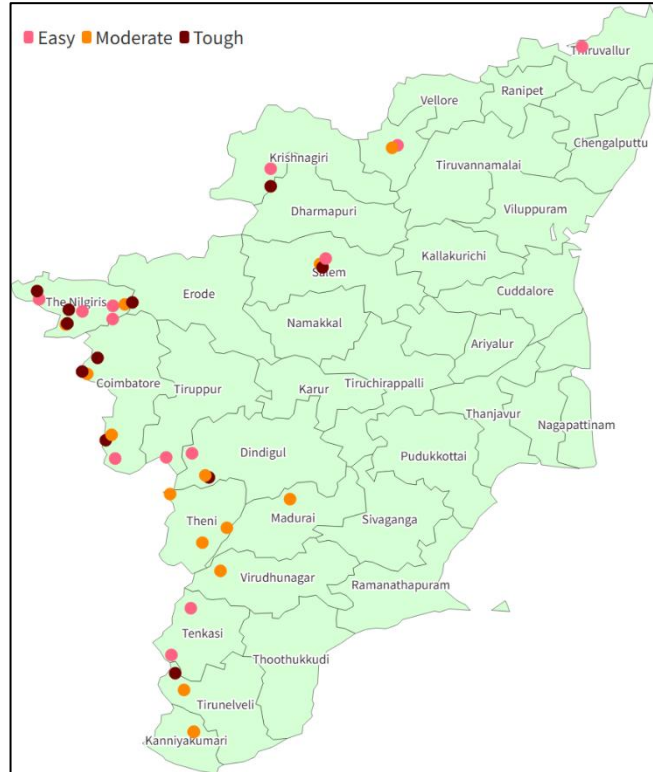 Easy Moderate Tough
Thiruvallur
Ranipet
Vellore
Chengalputtu
Krishnagiri
Tiruvannamalai
Viluppuram
Dharmapuri
Kallakurichi
Salem
Cuddalore
The Nilgiris
Erode
Namakkal
Ariyalur
Coimbatore
Tiruppur
Karur
Tiruchirappalli
Thanjavur
Nagapattinam
Dindigul
Pudukkottai
Theni
Madurai
Sivaganga
Virudhunagar
Ramanathapuram
Tenkasi
Thoothukkudi
Tirunelveli
Kanniyakumari